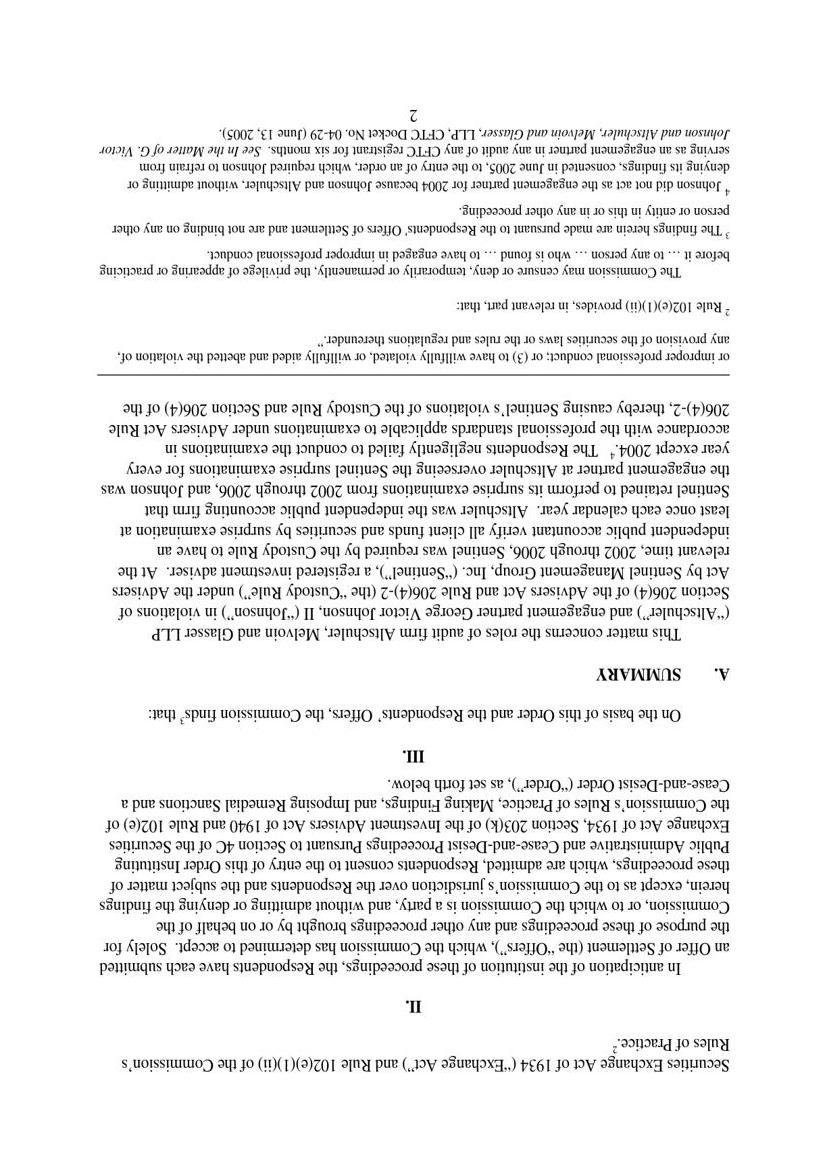 Securities Exchange Act of 1934 (“Exchange Act”) and Rule 102(e)(1)(ii) of the Commission’s
Rules of Practice.²
II.
In anticipation of the institution of these proceedings, the Respondents have each submitted
an Offer of Settlement (the “Offers”), which the Commission has determined to accept. Solely for
the purpose of these proceedings and any other proceedings brought by or on behalf of the
Commission, or to which the Commission is a party, and without admitting or denying the findings
herein, except as to the Commission’s jurisdiction over the Respondents and the subject matter of
these proceedings, which are admitted, Respondents consent to the entry of this Order Instituting
Public Administrative and Cease-and-Desist Proceedings Pursuant to Section 4C of the Securities
Exchange Act of 1934, Section 203(k) of the Investment Advisers Act of 1940 and Rule 102(e) of
the Commission’s Rules of Practice, Making Findings, and Imposing Remedial Sanctions and a
Cease-and-Desist Order (“Order”), as set forth below.
III.
On the basis of this Order and the Respondents’ Offers, the Commission finds³ that:
A. SUMMARY
This matter concerns the roles of audit firm Altschuler, Melvoin and Glasser LLP
(“Altschuler”) and engagement partner George Victor Johnson, II (“Johnson”) in violations of
Section 206(4) of the Advisers Act and Rule 206(4)-2 (the “Custody Rule”) under the Advisers
Act by Sentinel Management Group, Inc. (“Sentinel”), a registered investment adviser. At the
relevant time, 2002 through 2006, Sentinel was required by the Custody Rule to have an
independent public accountant verify all client funds and securities by surprise examination at
least once each calendar year. Altschuler was the independent public accounting firm that
Sentinel retained to perform its surprise examinations from 2002 through 2006, and Johnson was
the engagement partner at Altschuler overseeing the Sentinel surprise examinations for every
year except 2004.⁴ The Respondents negligently failed to conduct the examinations in
accordance with the professional standards applicable to examinations under Advisers Act Rule
206(4)-2, thereby causing Sentinel’s violations of the Custody Rule and Section 206(4) of the
or improper professional conduct; or (3) to have willfully violated, or willfully aided and abetted the violation of,
any provision of the securities laws or the rules and regulations thereunder.”
² Rule 102(e)(1)(ii) provides, in relevant part, that:
The Commission may censure or deny, temporarily or permanently, the privilege of appearing or practicing
before it … to any person … who is found … to have engaged in improper professional conduct.
³ The findings herein are made pursuant to the Respondents' Offers of Settlement and are not binding on any other
person or entity in this or in any other proceeding.
⁴ Johnson did not act as the engagement partner for 2004 because Johnson and Altschuler, without admitting or
denying its findings, consented in June 2005, to the entry of an order, which required Johnson to refrain from
serving as an engagement partner in any audit of any CFTC registrant for six months. See In the Matter of G. Victor
Johnson and Altschuler, Melvoin and Glasser, LLP, CFTC Docket No. 04-29 (June 13, 2005).
2